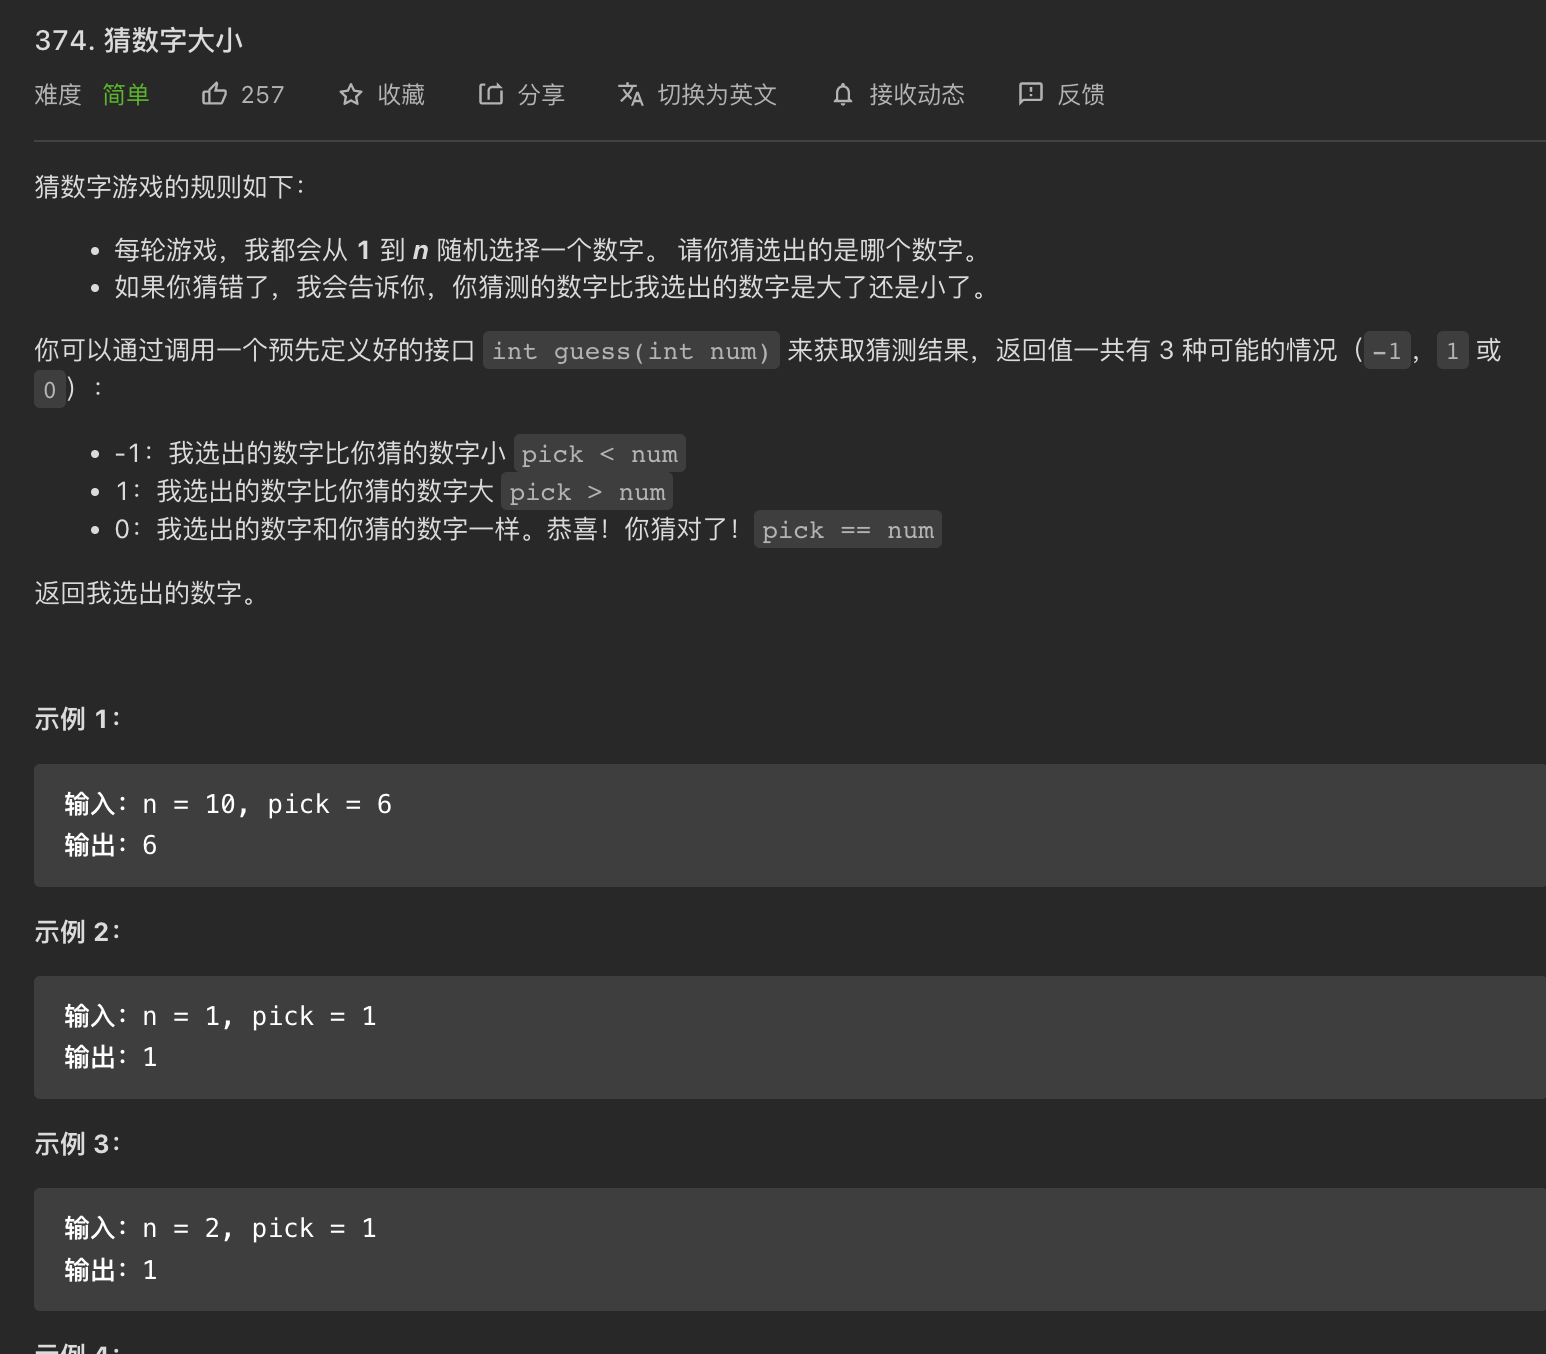 374. 猜数字大小
难度 简单 257 收藏 分享 切换为英文 接收动态 反馈
猜数字游戏的规则如下：
• 每轮游戏，我都会从 1 到 n 随机选择一个数字。 请你猜选出的是哪个数字。
• 如果你猜错了，我会告诉你，你猜测的数字比我选出的数字是大了还是小了。
你可以通过调用一个预先定义好的接口 int guess(int num) 来获取猜测结果，返回值一共有 3 种可能的情况（-1，1 或
0）：
• -1：我选出的数字比你猜的数字小 pick < num
• 1：我选出的数字比你猜的数字大 pick > num
• 0：我选出的数字和你猜的数字一样。恭喜！你猜对了！pick == num
返回我选出的数字。
示例 1：
输入：n = 10, pick = 6
输出：6
示例 2：
输入：n = 1, pick = 1
输出：1
示例 3：
输入：n = 2, pick = 1
输出：1
示例 4：